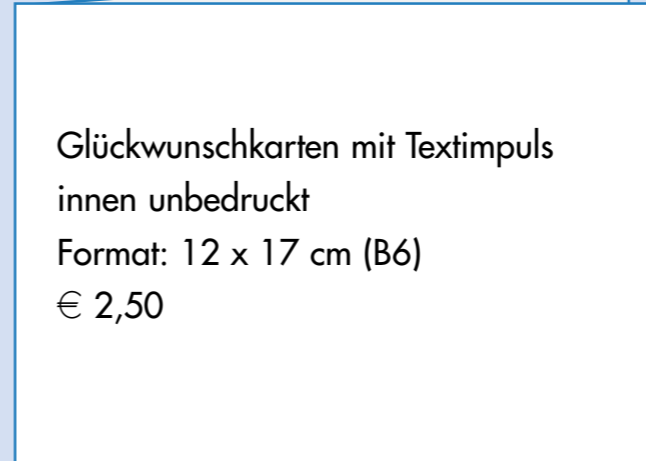 Glückwunschkarten mit Textimpuls
innen unbedruckt
Format: 12 x 17 cm (B6)
€ 2,50